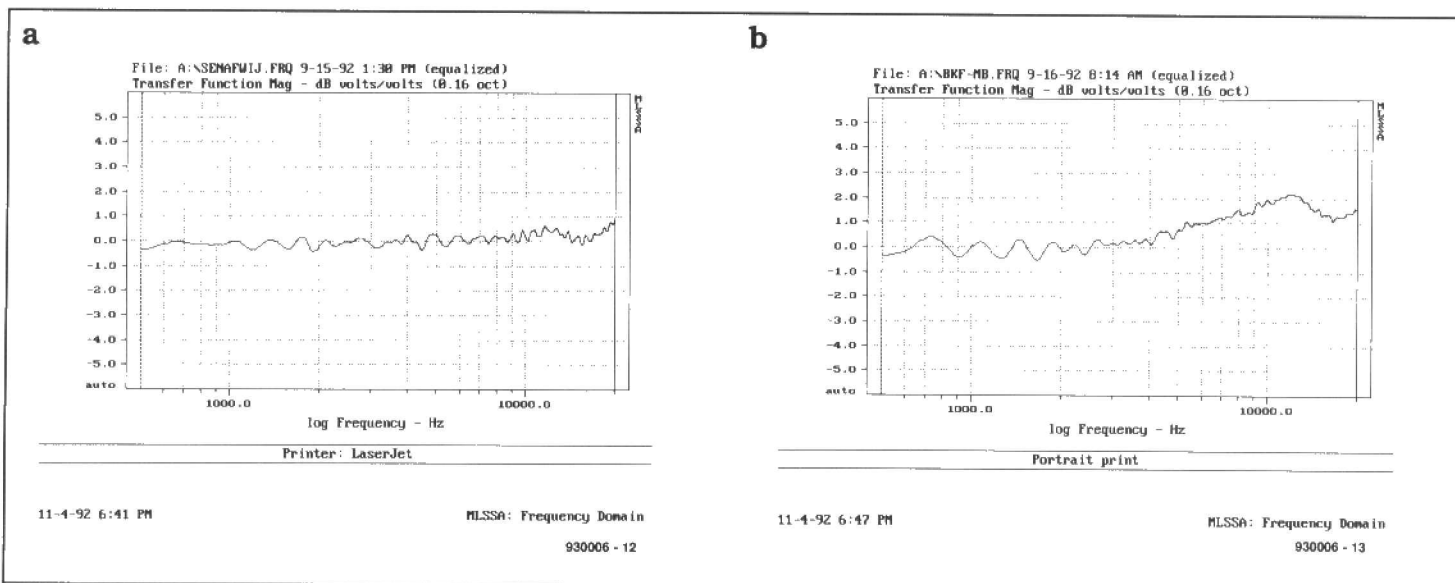 a
File: A:\SEMAFWIJ.FRQ 9-15-92 1:30 PM (equalized)
Transfer Function Mag - dB volts/volts (0.16 oct)
MLSSA
5.0
4.0
3.0
2.0
1.0
0.0
-1.0
-2.0
-3.0
-4.0
-5.0
auto
1000.0
10000.0
log Frequency - Hz
Printer: LaserJet
11-4-92 6:41 PM
MLSSA: Frequency Domain
930006 - 12
b
File: A:\BKF-MB.FRQ 9-16-92 8:14 AM (equalized)
Transfer Function Mag - dB volts/volts (0.16 oct)
MLSSA
5.0
4.0
3.0
2.0
1.0
0.0
-1.0
-2.0
-3.0
-4.0
-5.0
auto
1000.0
10000.0
log Frequency - Hz
Portrait print
11-4-92 6:47 PM
MLSSA: Frequency Domain
930006 - 13